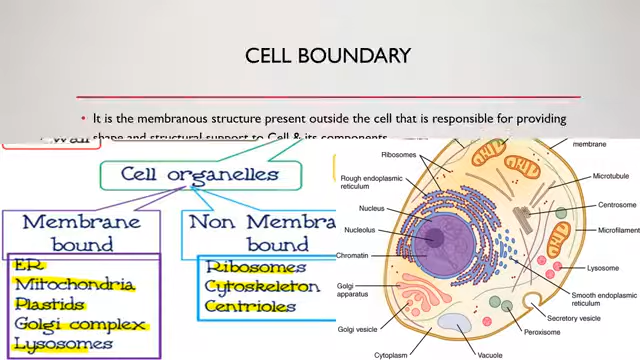 CELL BOUNDARY
• It is the membranous structure present outside the cell that is responsible for providing
shape and structural support to Cell & its components
Wall
Cell organelles
Membrane
bound
ER
Mitochondria
Plastids
Golgi complex
Lysosomes
Non Membra
bound
Ribosomes
Cytoskeleton
Centrioles
Ribosomes
Rough endoplasmic
reticulum
Nucleus
Nucleolus
Chromatin
Golgi
apparatus
Golgi vesicle
Cytoplasm
Vacuole
Peroxisome
Secretory vesicle
Smooth endoplasmic
reticulum
Lysosome
Microfilament
Centrosome
Microtubule
membrane